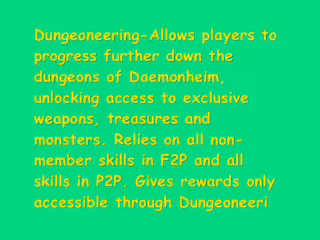 Dungeoneering-Allows players to
progress further down the
dungeons of Daemonheim,
unlocking access to exclusive
weapons, treasures and
monsters. Relies on all non-
member skills in F2P and all
skills in P2P. Gives rewards only
accessible through Dungeoneeri